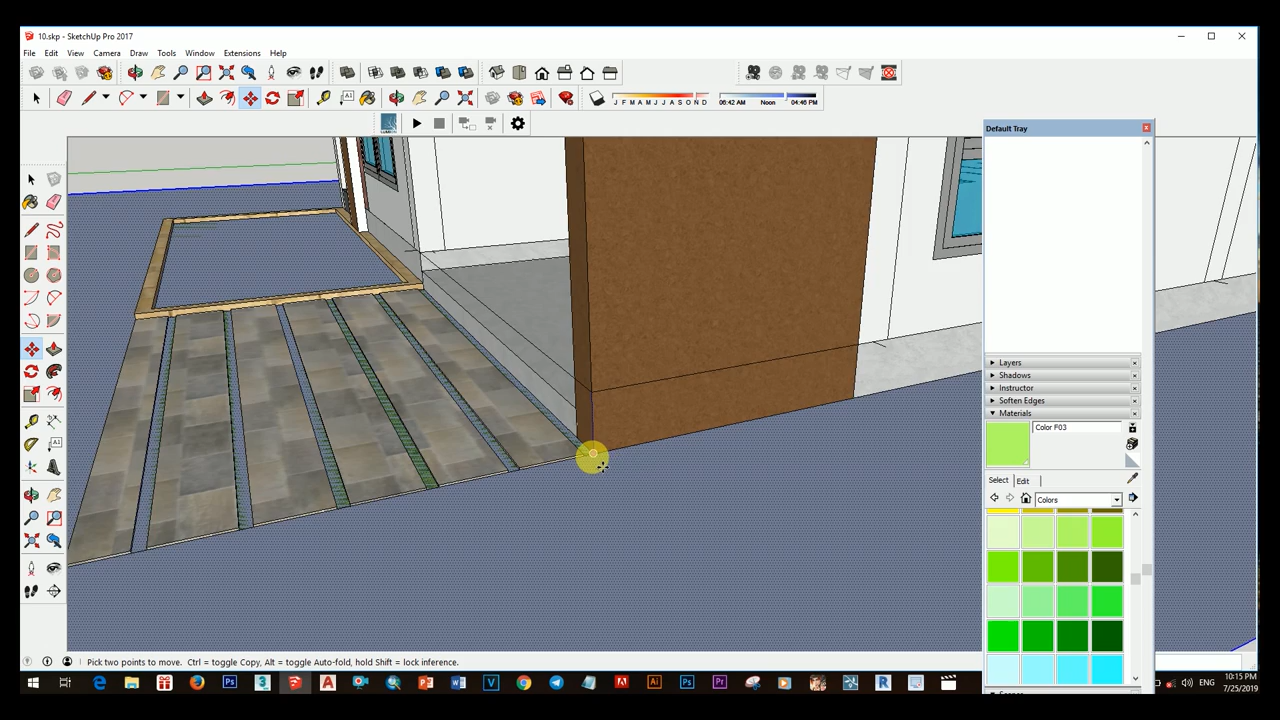 10.skp - SketchUp Pro 2017
File Edit View Camera Draw Tools Window Extensions Help
J F M A M J J A S O N D 06:42 AM Noon 04:46 PM
LUMION
Default Tray
Layers
Shadows
Instructor
Soften Edges
Materials
Color F03
Select Edit
Colors
Pick two points to move. Ctrl = toggle Copy, Alt = toggle Auto-fold, hold Shift = lock inference.
ENG
10:15 PM
7/25/2019